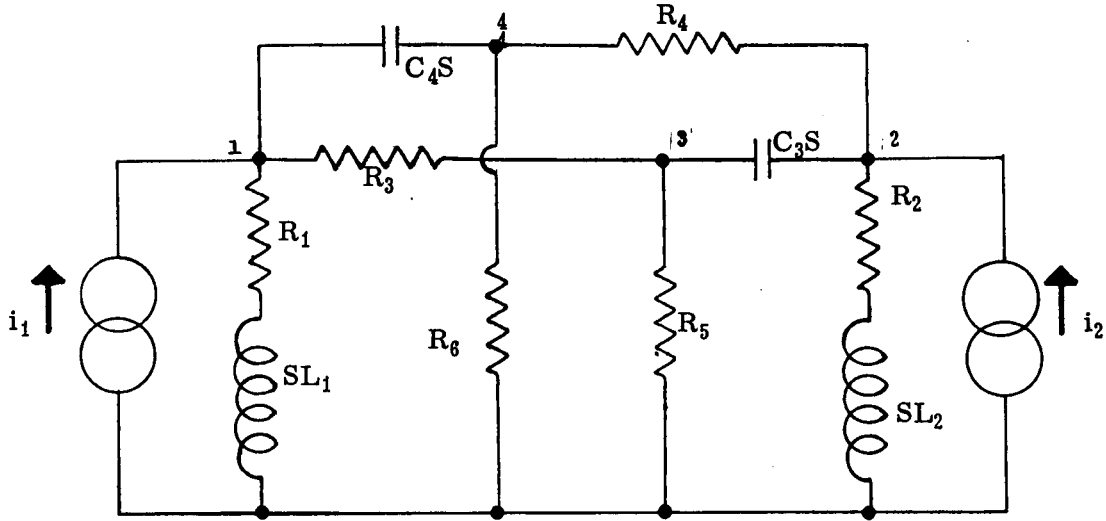 R₄
4
C₄S
1
3
C₃S
2
R₃
R₁
R₂
i₁
R₆
R₅
i₂
SL₁
SL₂